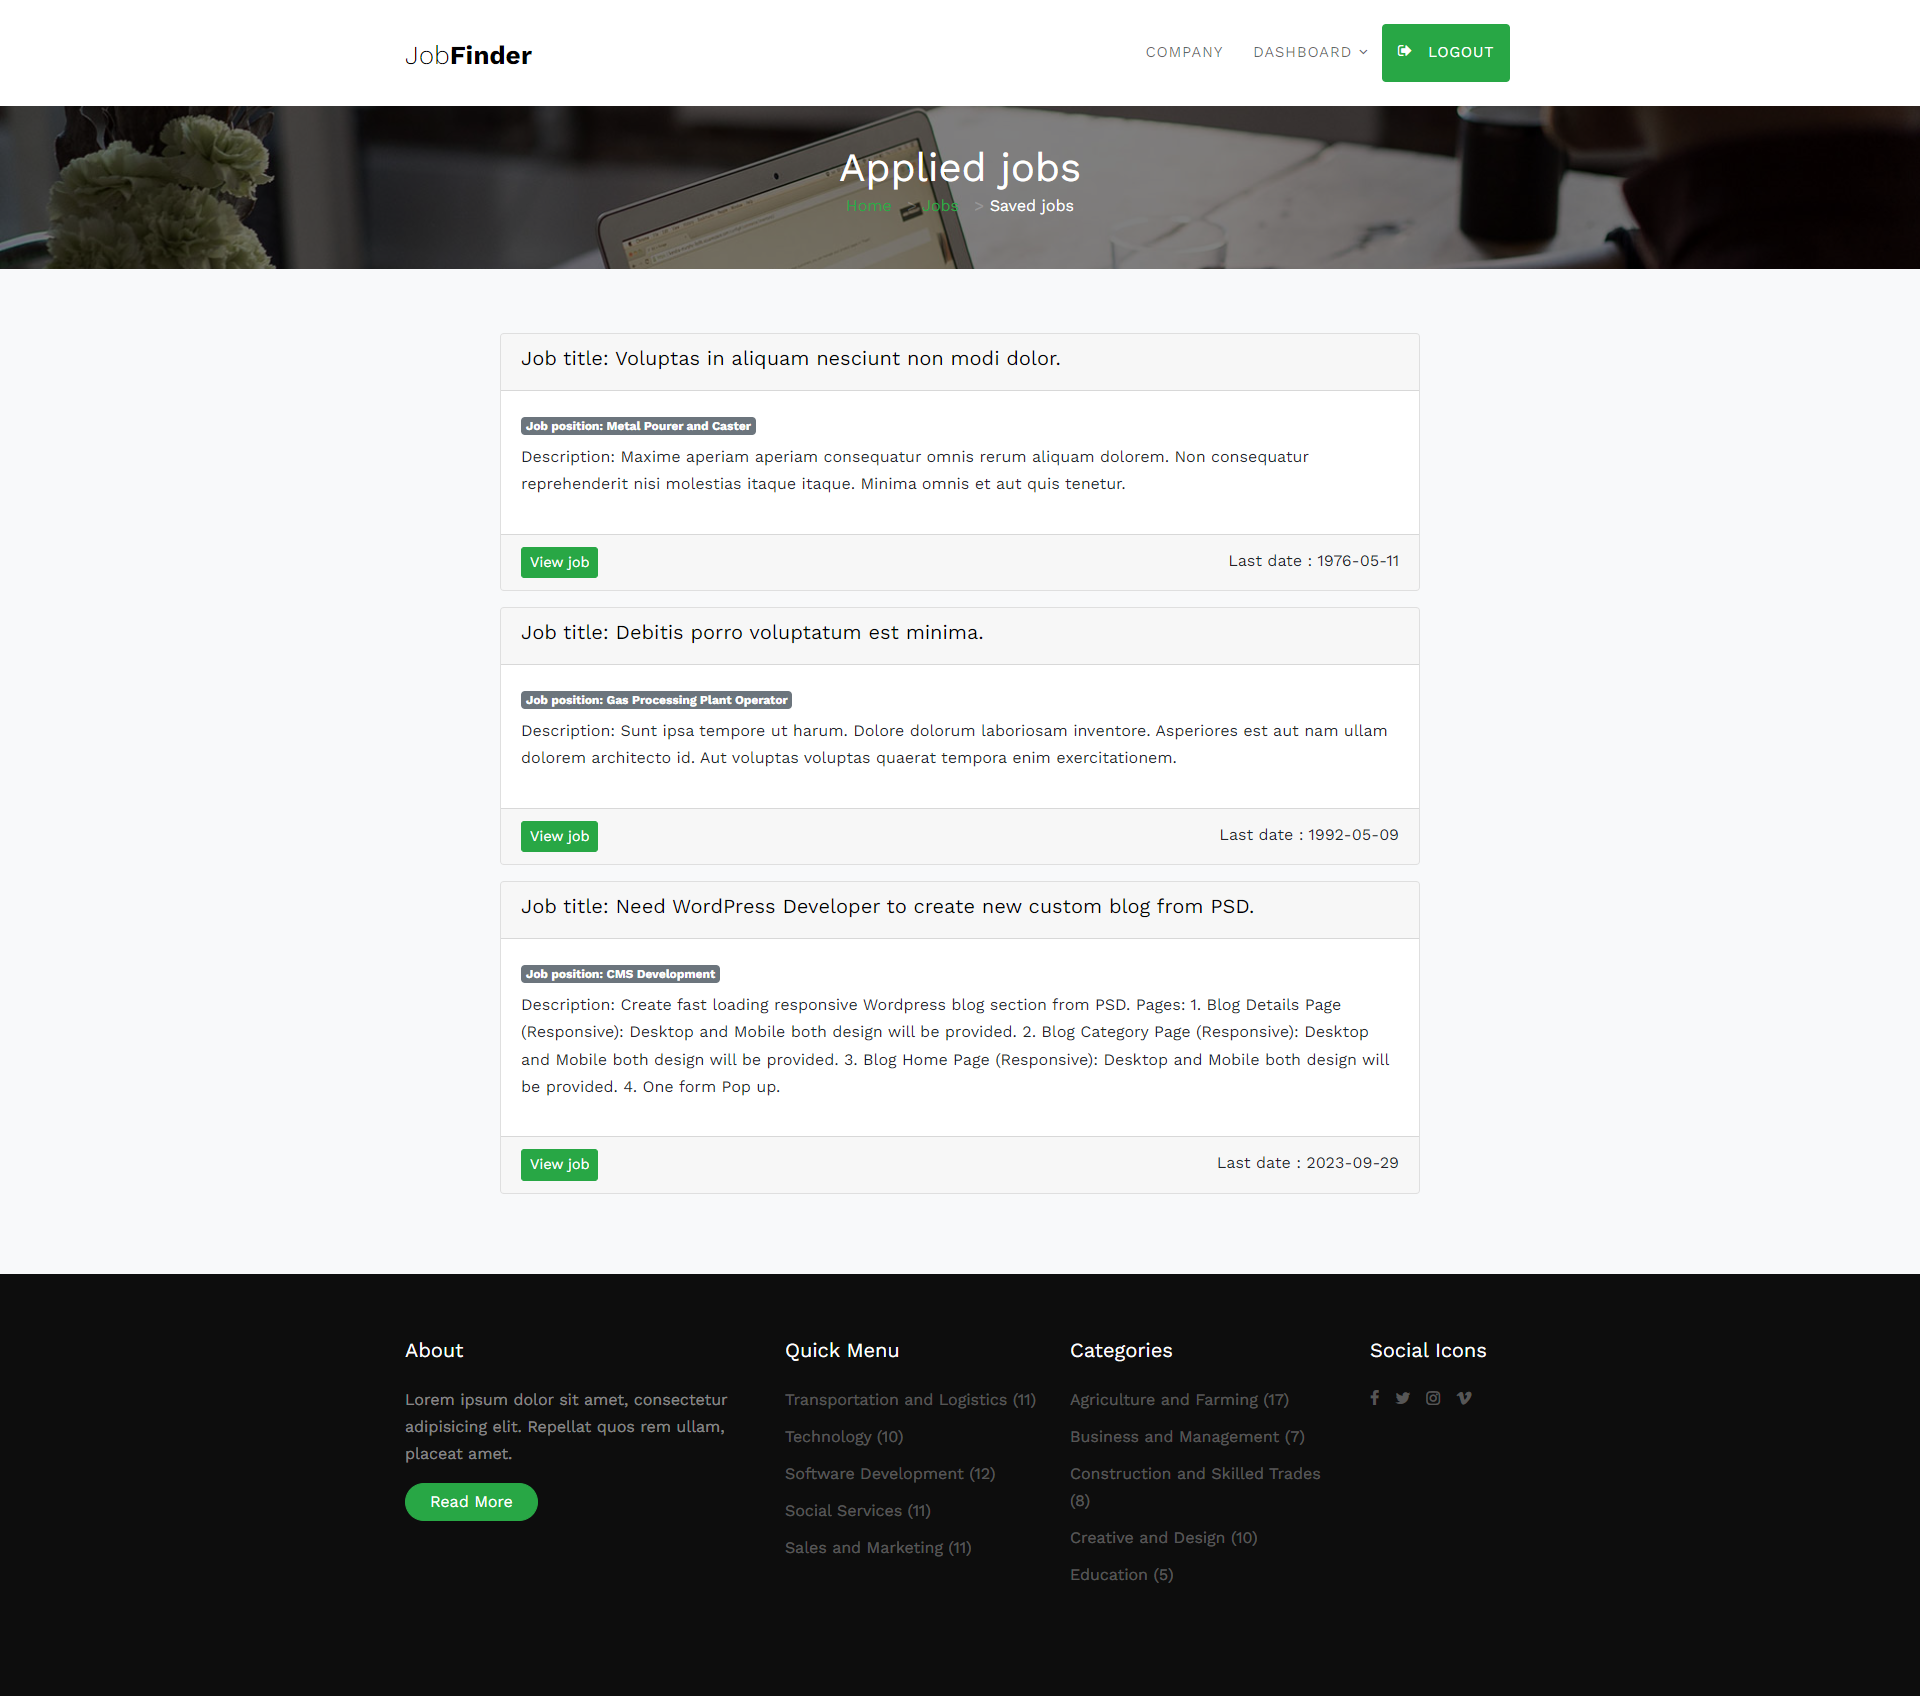 JobFinder
COMPANY DASHBOARD LOGOUT
Applied jobs
Home > Jobs > Saved jobs
Job title: Voluptas in aliquam nesciunt non modi dolor.
Job position: Metal Pourer and Caster
Description: Maxime aperiam aperiam consequatur omnis rerum aliquam dolorem. Non consequatur
reprehenderit nisi molestias itaque itaque. Minima omnis et aut quis tenetur.
View job
Last date : 1976-05-11
Job title: Debitis porro voluptatum est minima.
Job position: Gas Processing Plant Operator
Description: Sunt ipsa tempore ut harum. Dolore dolorum laboriosam inventore. Asperiores est aut nam ullam
dolorem architecto id. Aut voluptas voluptas quaerat tempora enim exercitationem.
View job
Last date : 1992-05-09
Job title: Need WordPress Developer to create new custom blog from PSD.
Job position: CMS Development
Description: Create fast loading responsive Wordpress blog section from PSD. Pages: 1. Blog Details Page
(Responsive): Desktop and Mobile both design will be provided. 2. Blog Category Page (Responsive): Desktop
and Mobile both design will be provided. 3. Blog Home Page (Responsive): Desktop and Mobile both design will
be provided. 4. One form Pop up.
View job
Last date : 2023-09-29
About
Lorem ipsum dolor sit amet, consectetur
adipisicing elit. Repellat quos rem ullam,
placeat amet.
Read More
Quick Menu
Transportation and Logistics (11)
Technology (10)
Software Development (12)
Social Services (11)
Sales and Marketing (11)
Categories
Agriculture and Farming (17)
Business and Management (7)
Construction and Skilled Trades
(8)
Creative and Design (10)
Education (5)
Social Icons